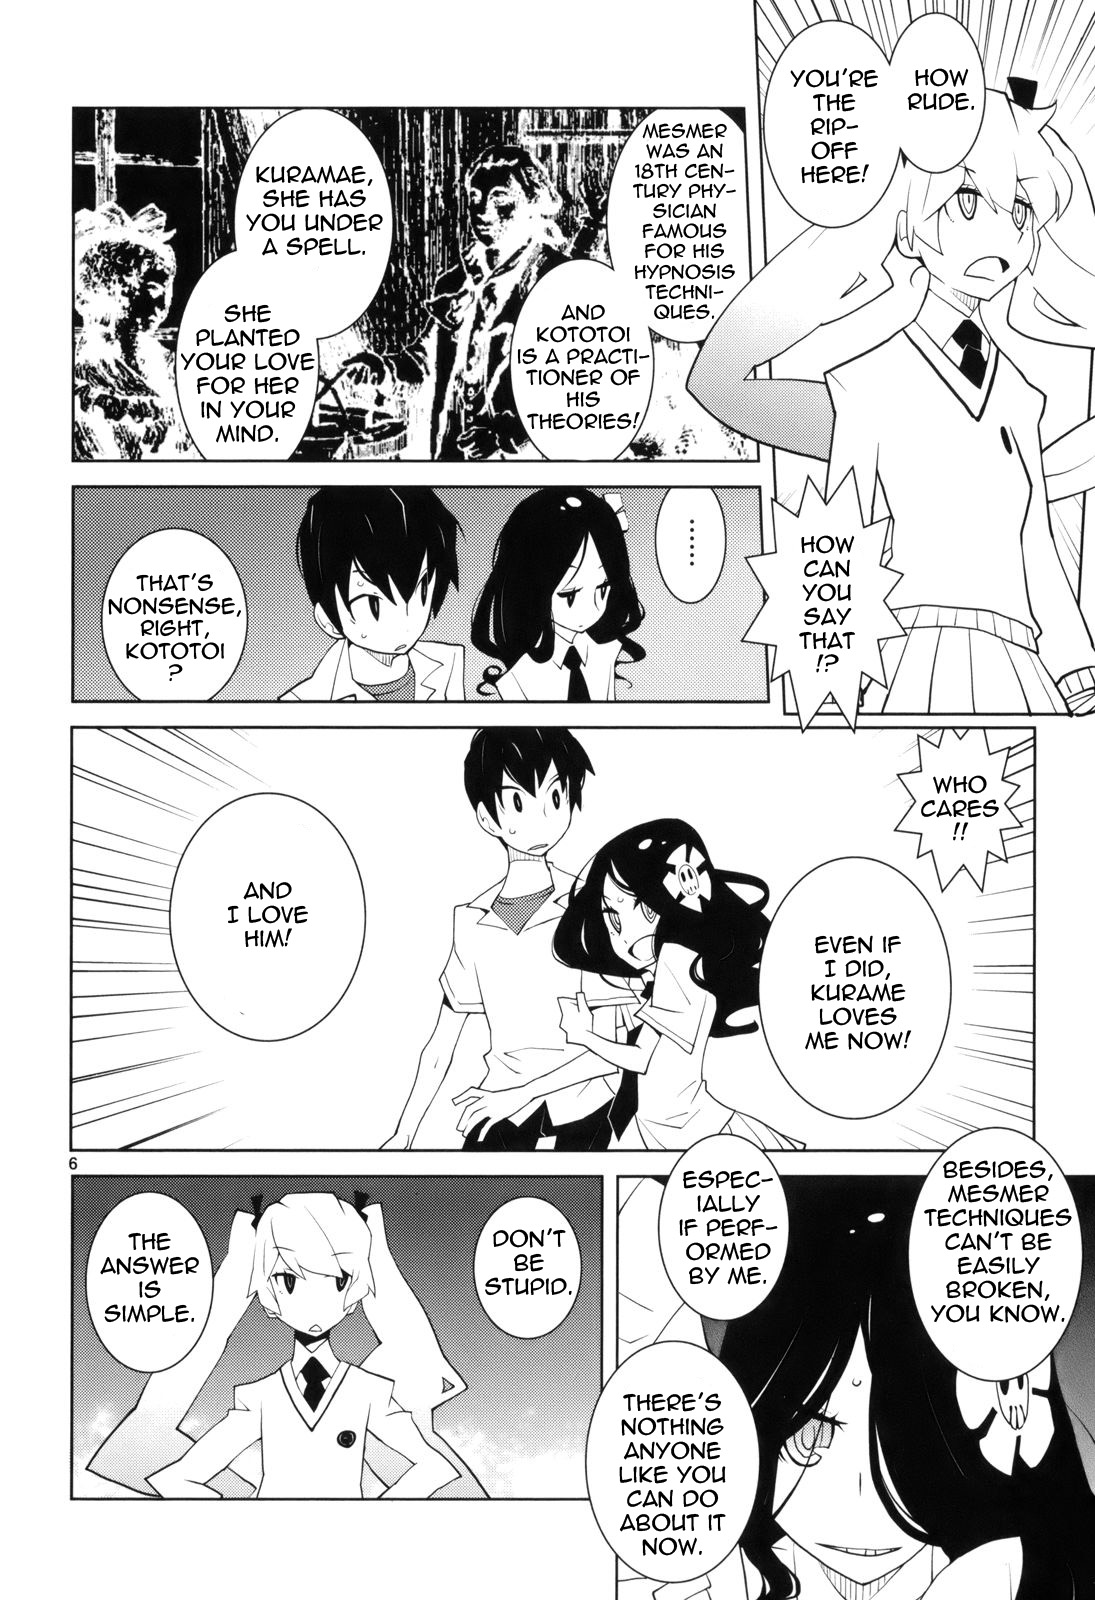 HOW
RUDE.
YOU'RE
THE
RIP-
OFF
HERE!
HOW
CAN
YOU
SAY
THAT
!?
MESMER
WAS AN
18TH CEN-
TURY PHY-
SICIAN
FAMOUS
FOR HIS
HYPNOSIS
TECHNI-
QUES.
AND
KOTOTOI
IS A PRACTI-
TIONER OF
HIS
THEORIES!
KURAMAE,
SHE HAS
YOU UNDER
A SPELL.
SHE
PLANTED
YOUR LOVE
FOR HER
IN YOUR
MIND.
......
THAT'S
NONSENSE,
RIGHT,
KOTOTOI
?
WHO
CARES
!!
EVEN IF
I DID,
KURAME
LOVES
ME NOW!
AND
I LOVE
HIM!
BESIDES,
MESMER
TECHNIQUES
CAN'T BE
EASILY
BROKEN,
YOU KNOW.
ESPEC-
IALLY
IF PERF-
ORMED
BY ME.
THERE'S
NOTHING
ANYONE
LIKE YOU
CAN DO
ABOUT IT
NOW.
DON'T
BE
STUPID.
THE
ANSWER
IS
SIMPLE.
6